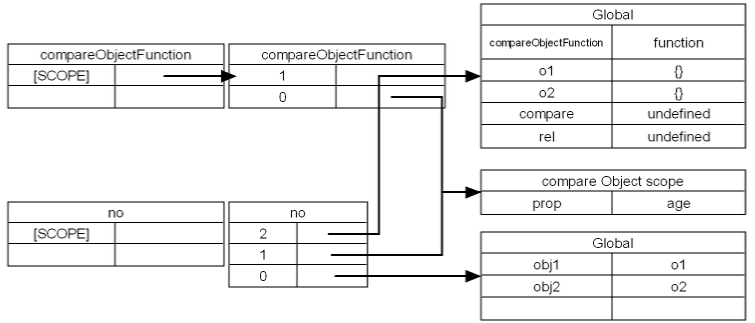 Global
compareObjectFunction function
o1 {}
o2 {}
compare undefined
rel undefined
compareObjectFunction
[SCOPE]
compareObjectFunction
1
0
compare Object scope
prop age
no
[SCOPE]
no
2
1
0
Global
obj1 o1
obj2 o2